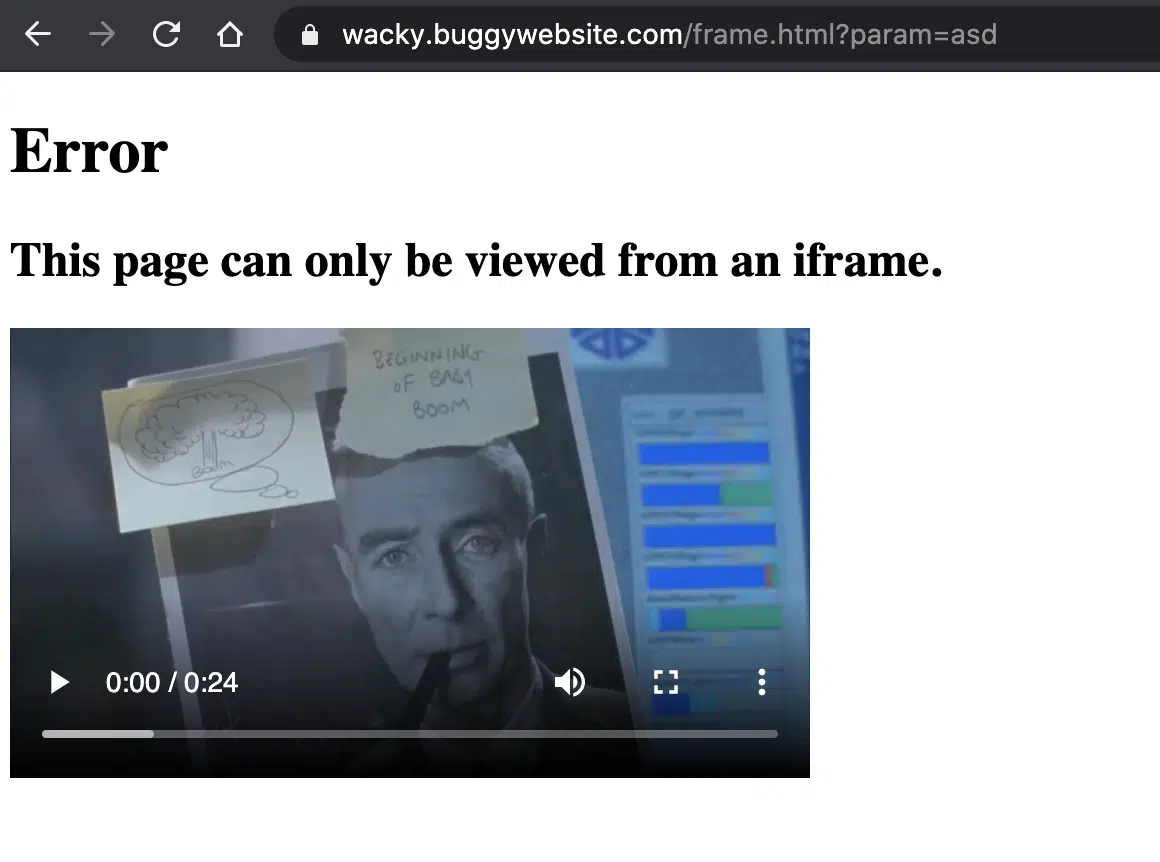 wacky.buggywebsite.com/frame.html?param=asd
Error
This page can only be viewed from an iframe.
BEGINNING
OF BABY
BOOM
Boom
0:00 / 0:24